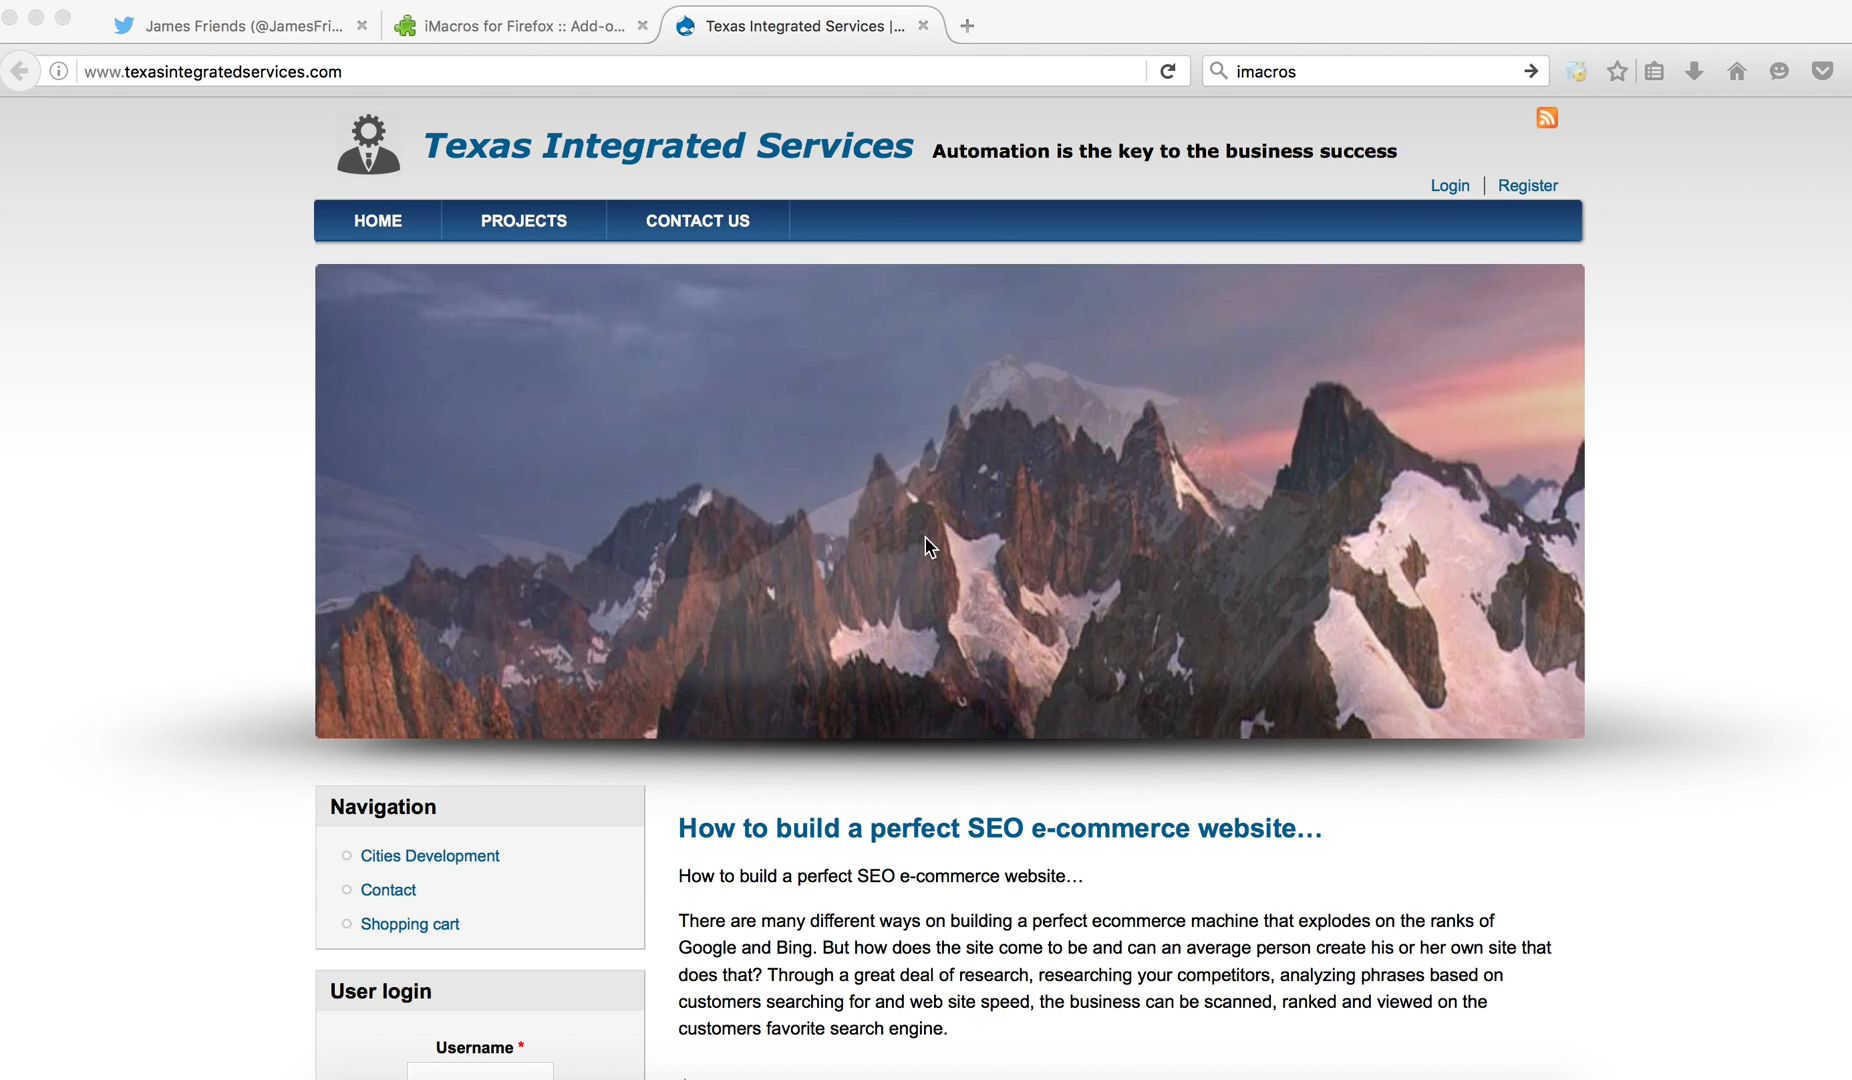 James Friends (@JamesFri...
iMacros for Firefox :: Add-o...
Texas Integrated Services |...
www.texasintegratedservices.com
imacros
Texas Integrated Services
Automation is the key to the business success
Login | Register
HOME
PROJECTS
CONTACT US
Navigation
Cities Development
Contact
Shopping cart
User login
Username *
How to build a perfect SEO e-commerce website…
How to build a perfect SEO e-commerce website…
There are many different ways on building a perfect ecommerce machine that explodes on the ranks of
Google and Bing. But how does the site come to be and can an average person create his or her own site that
does that? Through a great deal of research, researching your competitors, analyzing phrases based on
customers searching for and web site speed, the business can be scanned, ranked and viewed on the
customers favorite search engine.